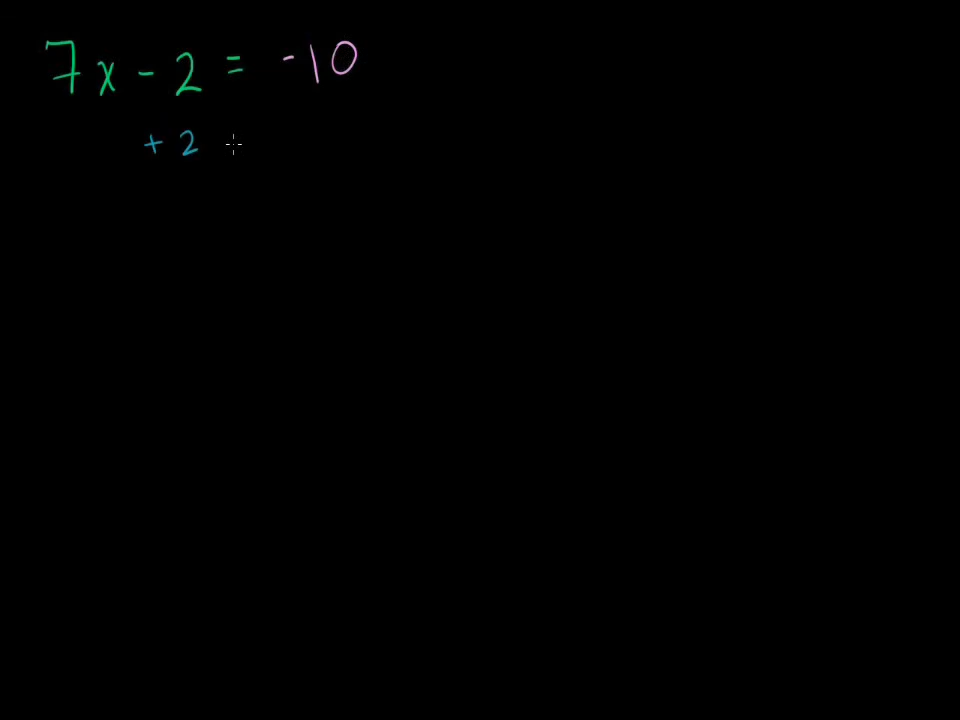 7x - 2 = -10
+ 2